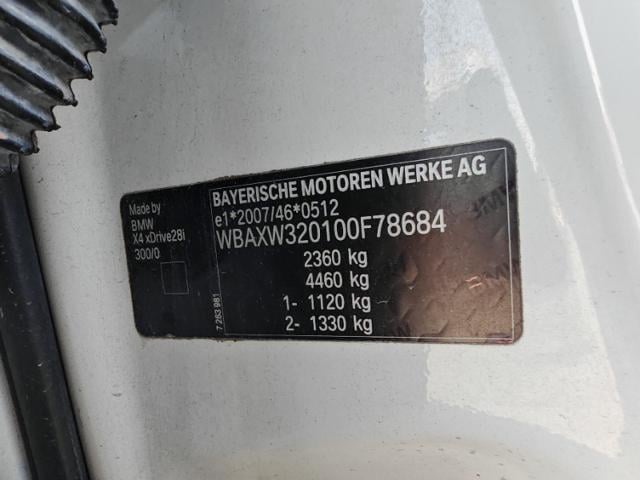 BAYERISCHE MOTOREN WERKE AG
e1*2007/46*0512
WBAXW320100F78684
2360 kg
4460 kg
1- 1120 kg
2- 1330 kg
Made by
BMW
X4 xDrive28i
300/0
7 263 981